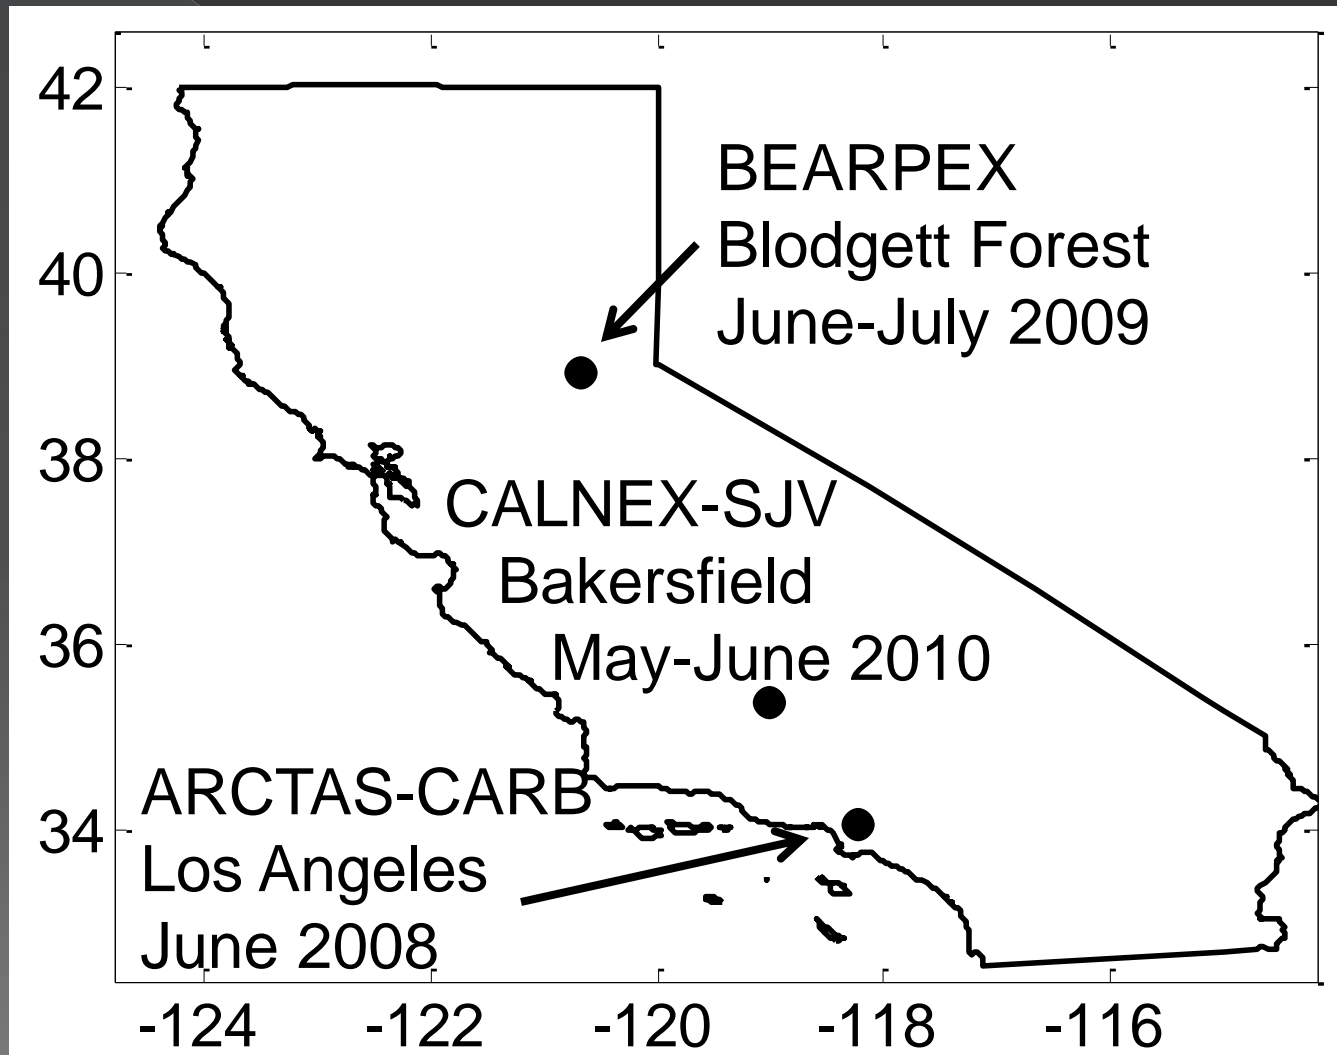 42
40
38
36
34
BEARPEX
Blodgett Forest
June-July 2009
CALNEX-SJV
Bakersfield
May-June 2010
ARCTAS-CARB
Los Angeles
June 2008
-124 -122 -120 -118 -116